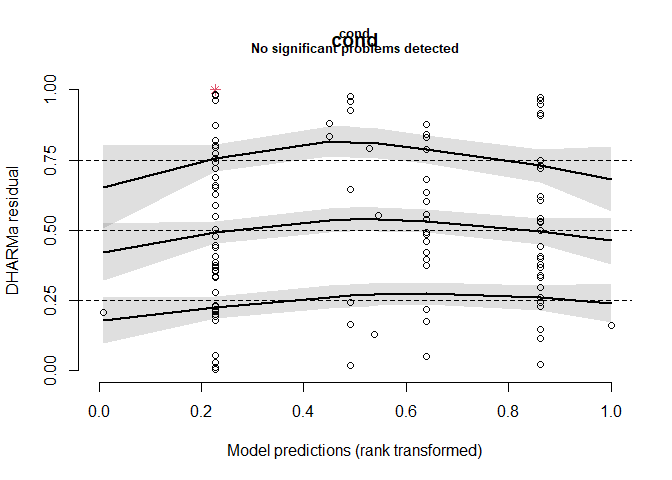 cond
cond
No significant problems detected
DHARMa residual
1.00
0.75
0.50
0.25
0.00
0.0 0.2 0.4 0.6 0.8 1.0
Model predictions (rank transformed)